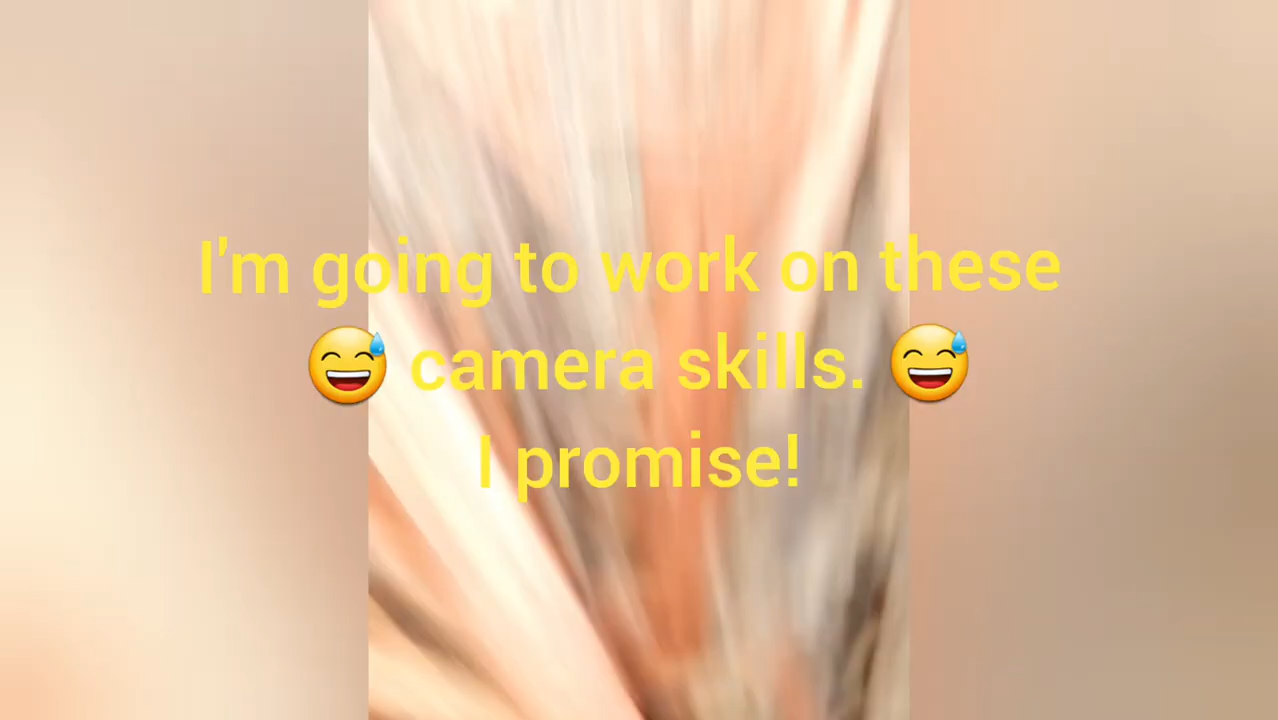 I'm going to work on these
😅 camera skills. 😅
I promise!